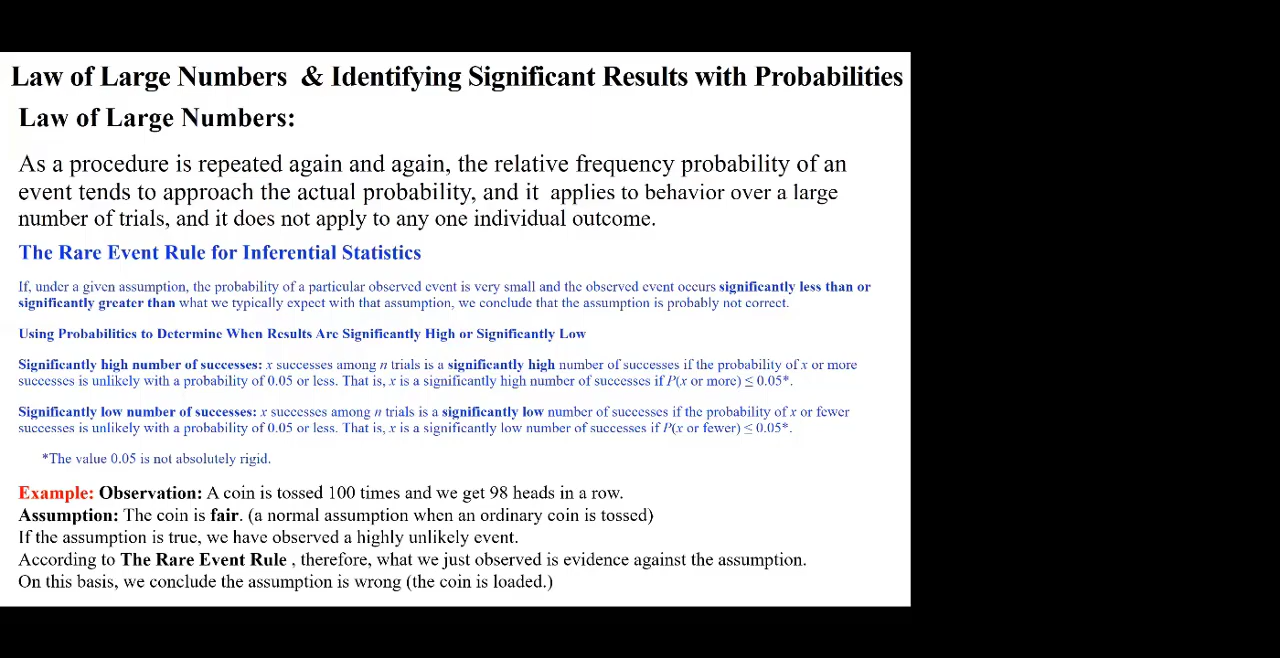 Law of Large Numbers & Identifying Significant Results with Probabilities
Law of Large Numbers:
As a procedure is repeated again and again, the relative frequency probability of an
event tends to approach the actual probability, and it applies to behavior over a large
number of trials, and it does not apply to any one individual outcome.
The Rare Event Rule for Inferential Statistics
If, under a given assumption, the probability of a particular observed event is very small and the observed event occurs significantly less than or
significantly greater than what we typically expect with that assumption, we conclude that the assumption is probably not correct.
Using Probabilities to Determine When Results Are Significantly High or Significantly Low
Significantly high number of successes: x successes among n trials is a significantly high number of successes if the probability of x or more
successes is unlikely with a probability of 0.05 or less. That is, x is a significantly high number of successes if P(x or more) ≤ 0.05*.
Significantly low number of successes: x successes among n trials is a significantly low number of successes if the probability of x or fewer
successes is unlikely with a probability of 0.05 or less. That is, x is a significantly low number of successes if P(x or fewer) ≤ 0.05*.
*The value 0.05 is not absolutely rigid.
Example: Observation: A coin is tossed 100 times and we get 98 heads in a row.
Assumption: The coin is fair. (a normal assumption when an ordinary coin is tossed)
If the assumption is true, we have observed a highly unlikely event.
According to The Rare Event Rule , therefore, what we just observed is evidence against the assumption.
On this basis, we conclude the assumption is wrong (the coin is loaded.)